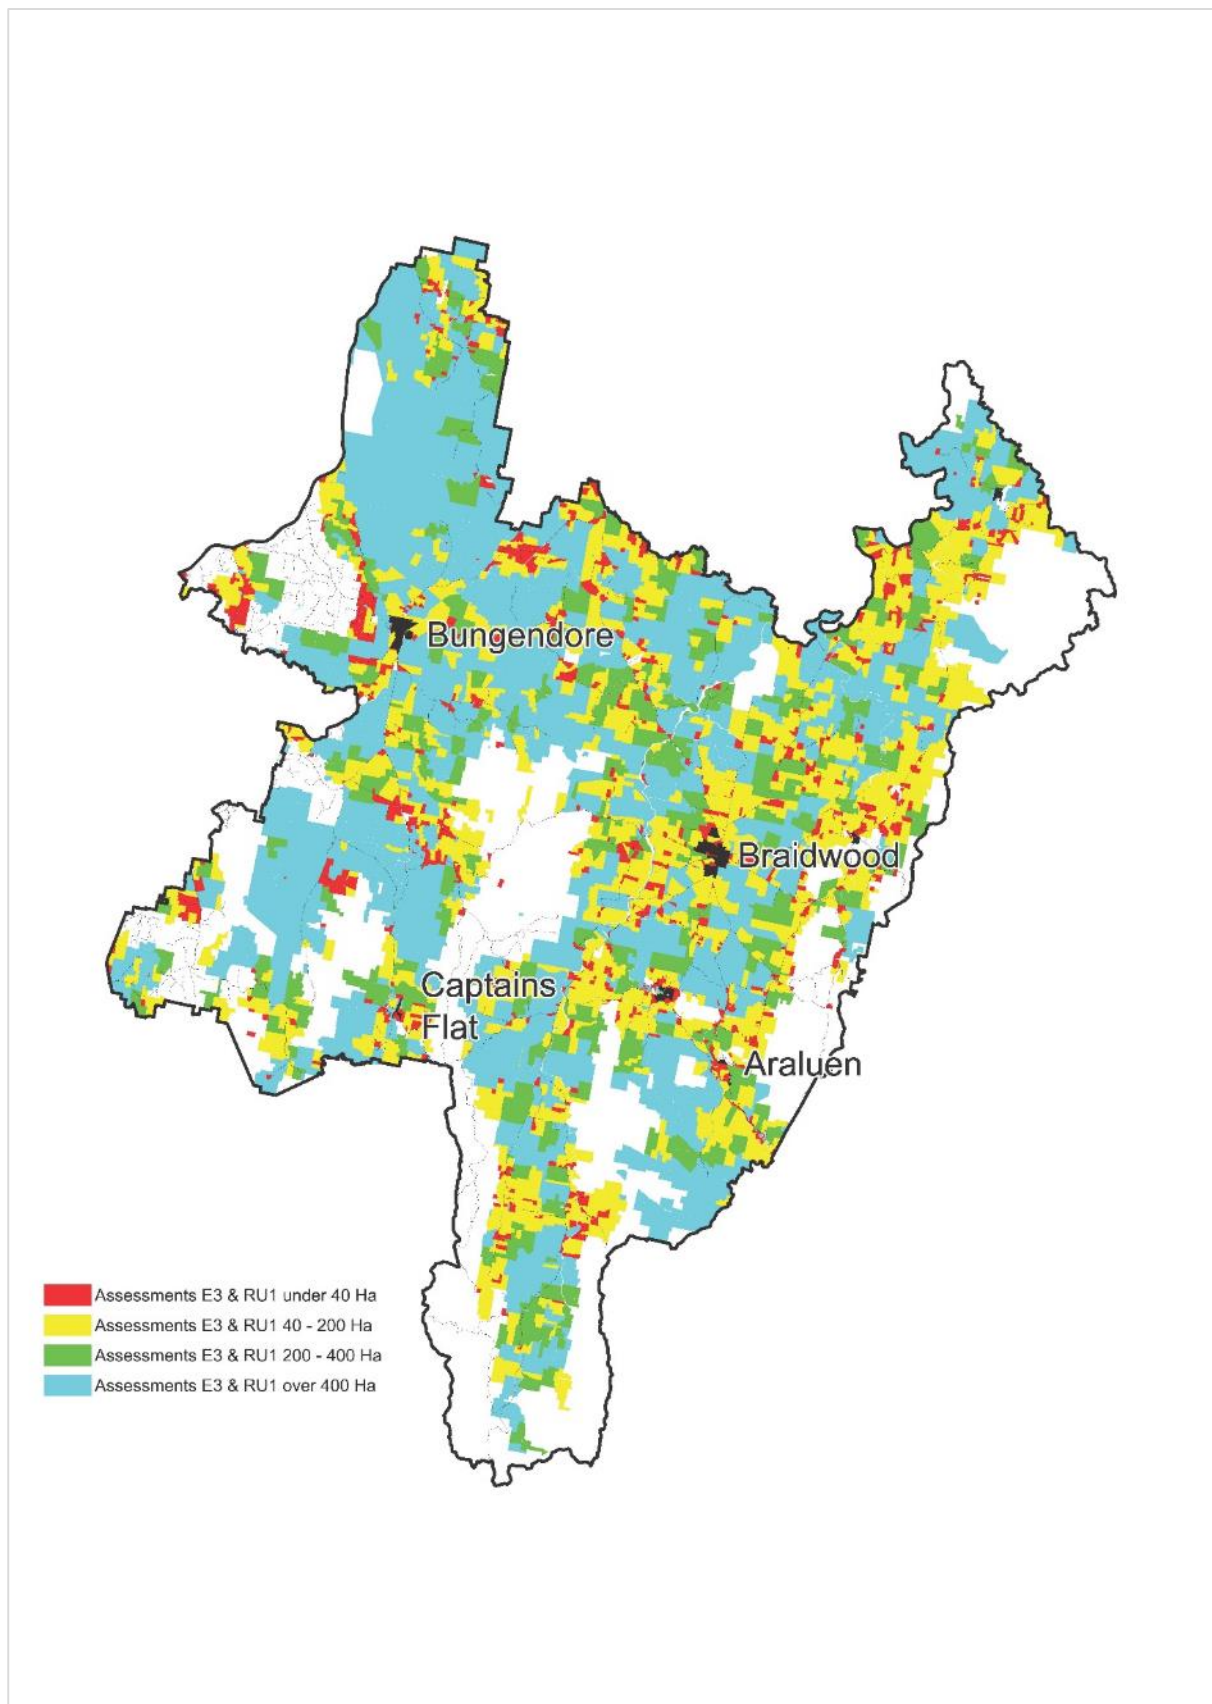 Bungendore
Braidwood
Captains
Flat
Araluen
Assessments E3 & RU1 under 40 Ha
Assessments E3 & RU1 40 - 200 Ha
Assessments E3 & RU1 200 - 400 Ha
Assessments E3 & RU1 over 400 Ha